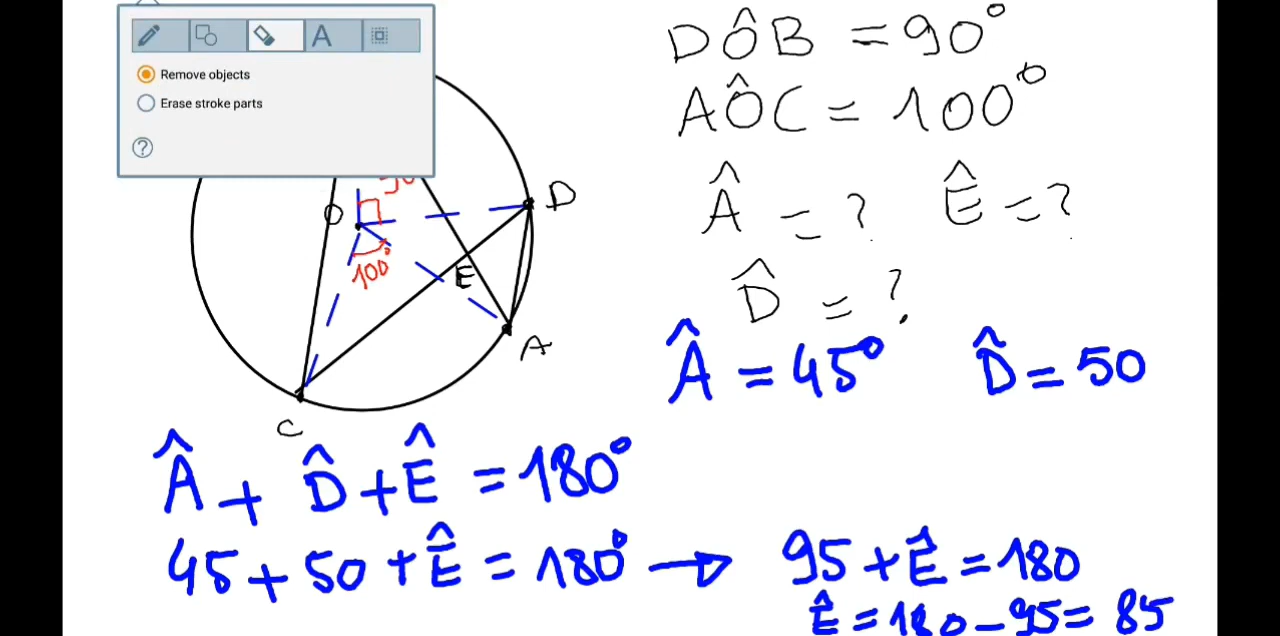 A
Remove objects
Erase stroke parts
?
DÔB = 90°
AÔC = 100°
Â = ? Ê = ?
D̂ = ?
O
D
100°
E
A
C
Â = 45° D̂ = 50
Â + D̂ + Ê = 180°
45 + 50 + Ê = 180° → 95 + Ê = 180
Ê = 180 - 95 = 85